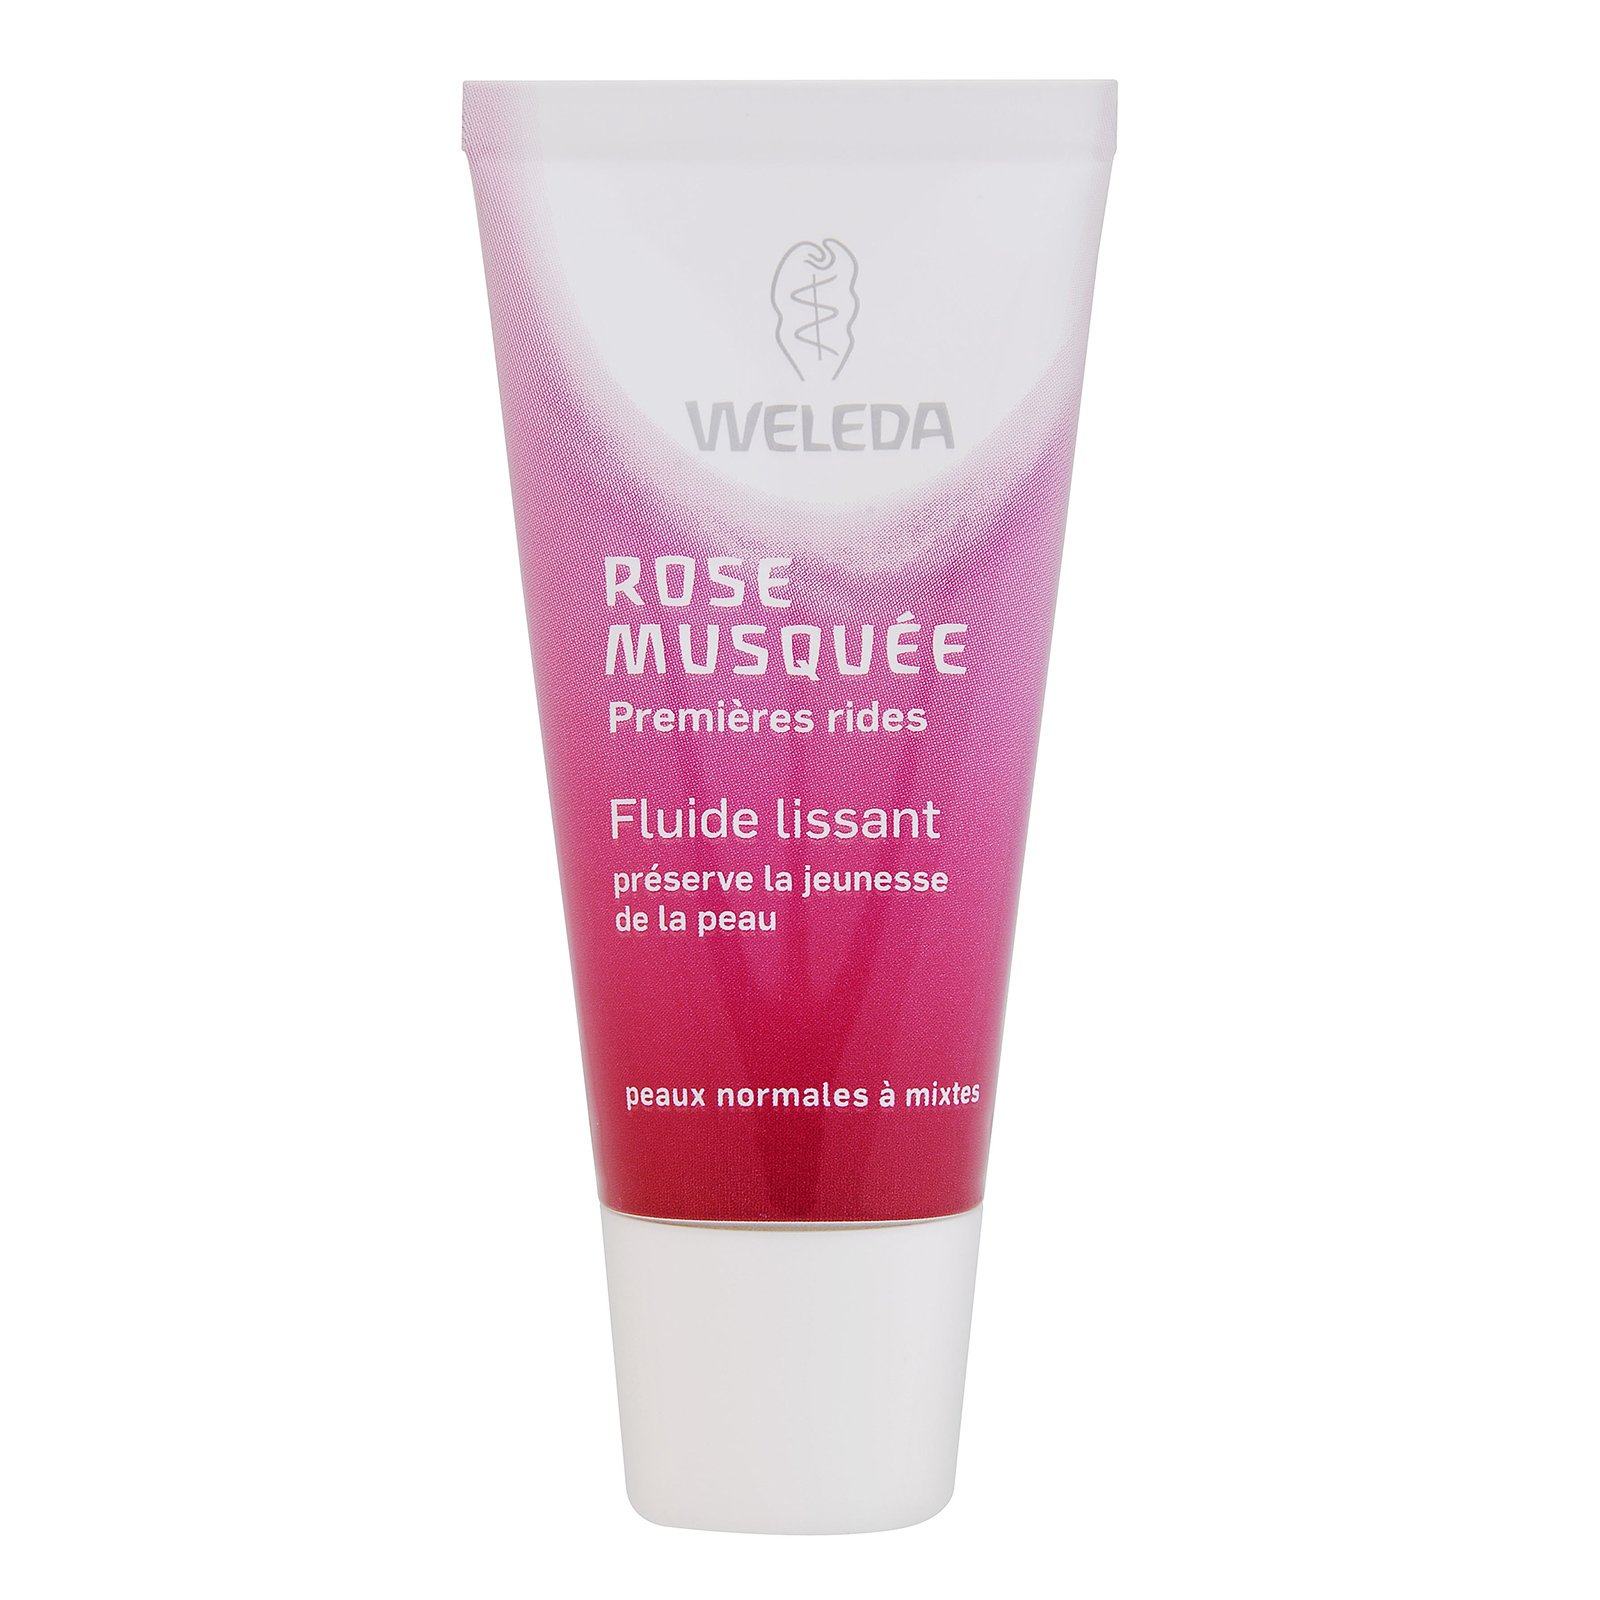 WELEDA
ROSE
MUSQUÉE
Premières rides
Fluide lissant
préserve la jeunesse
de la peau
peaux normales à mixtes